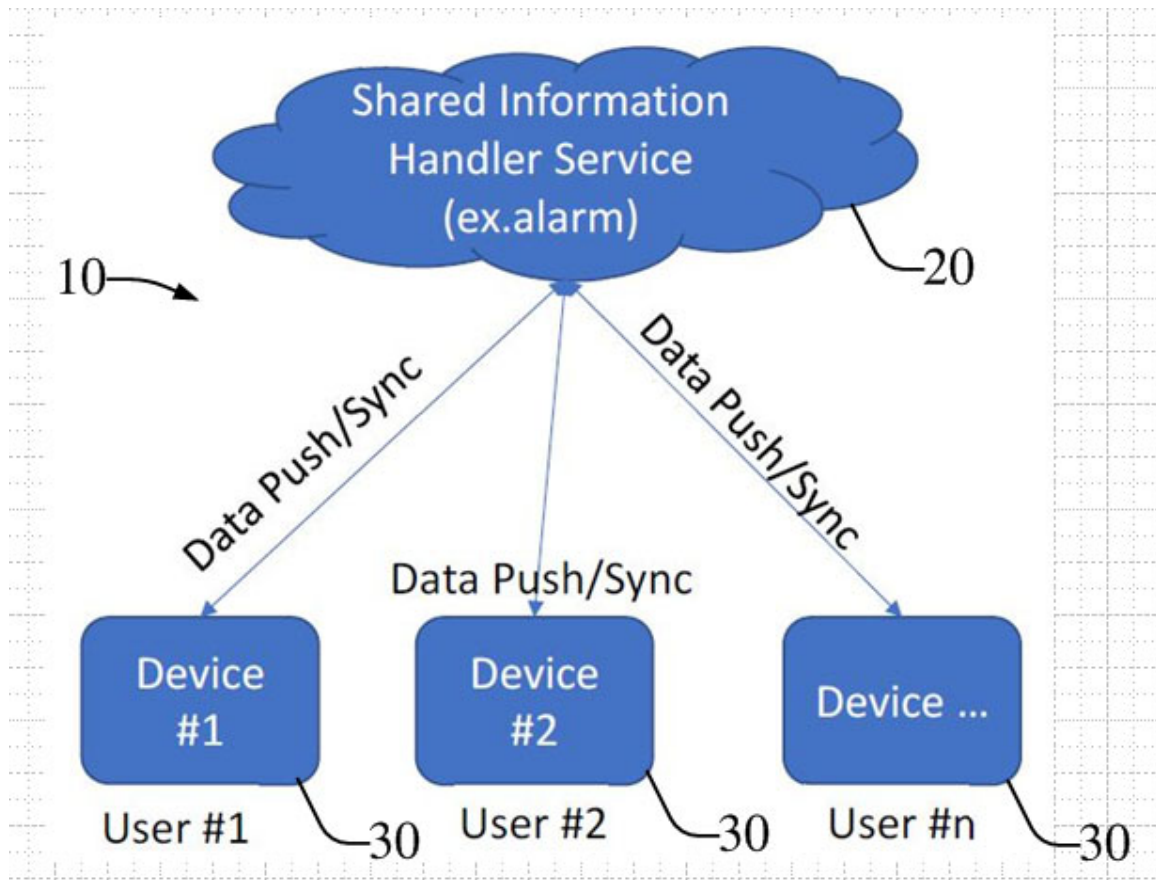 Shared Information
Handler Service
(ex.alarm)
20
10
Data Push/Sync
Data Push/Sync
Data Push/Sync
Device
#1
Device
#2
Device ...
User #1
30
User #2
30
User #n
30